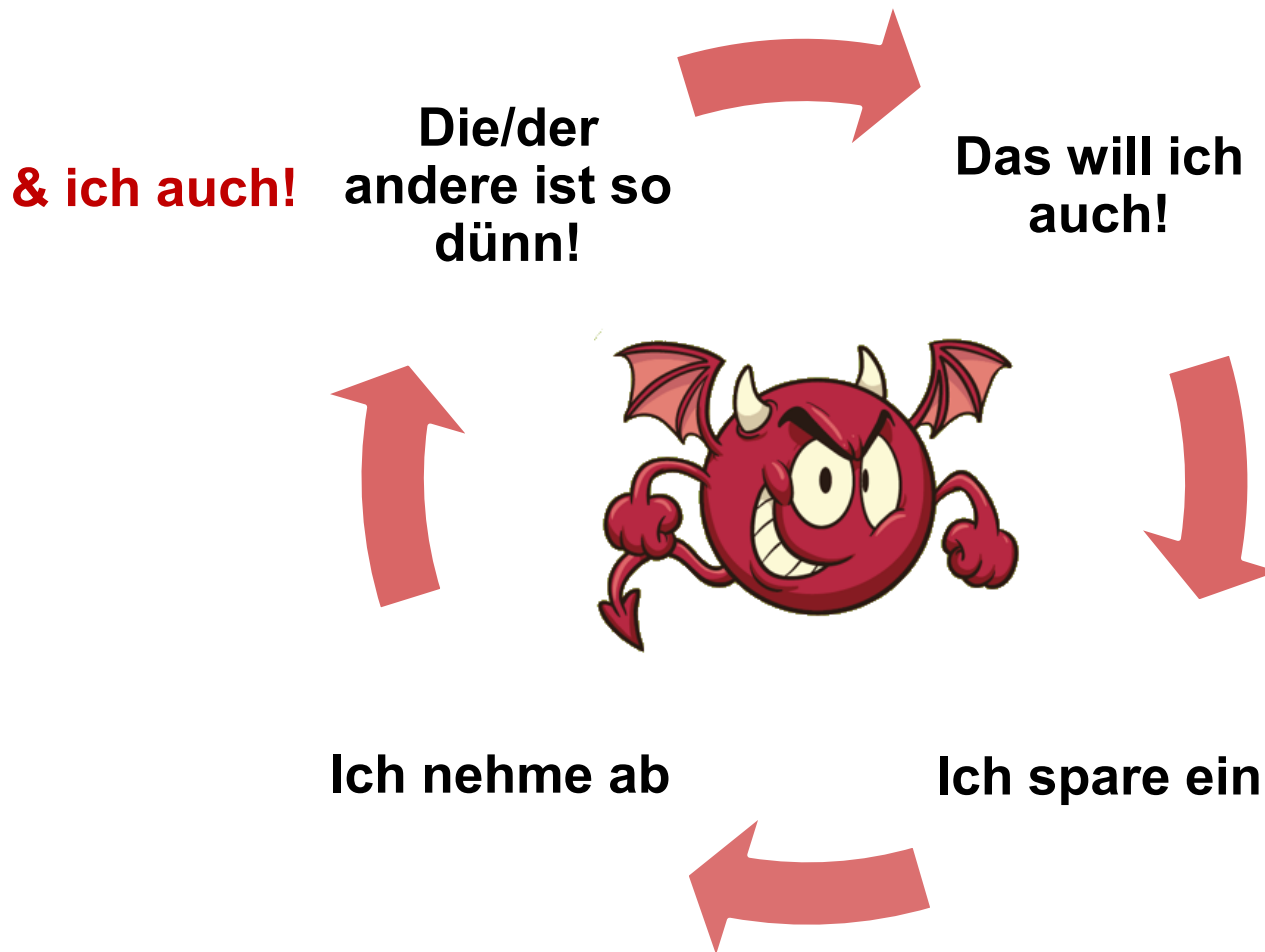 & ich auch!
Die/der
andere ist so
dünn!
Das will ich
auch!
Ich spare ein
Ich nehme ab